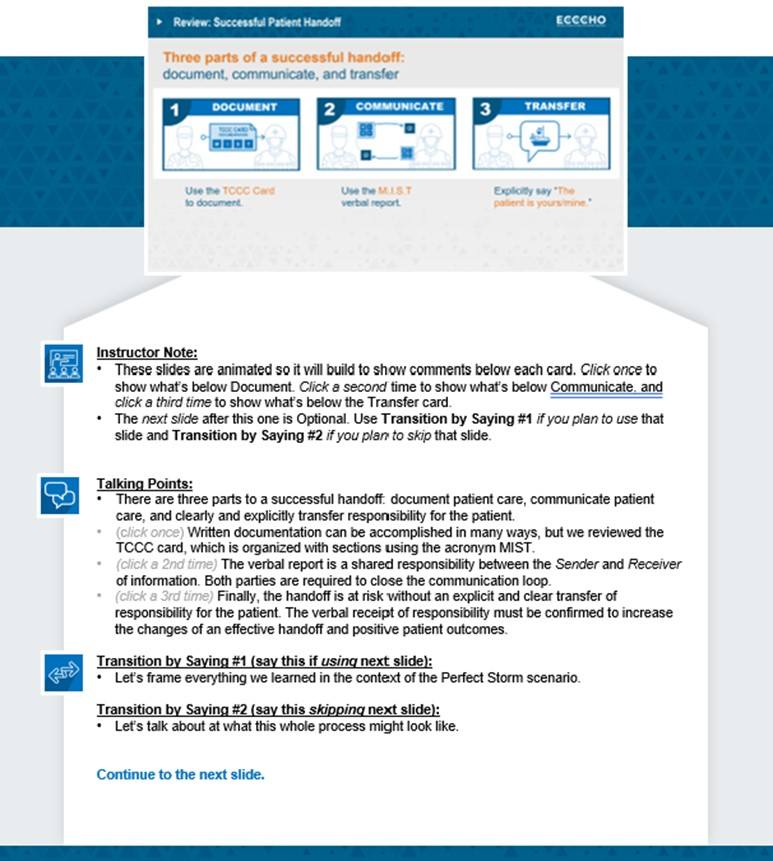 Review: Successful Patient Handoff
ECCCHO
Three parts of a successful handoff:
document, communicate, and transfer
1 DOCUMENT
2 COMMUNICATE
3 TRANSFER
TCCC CARD
M I S T
Use the TCCC Card
to document.
Use the M.I.S.T
verbal report.
Explicitly say "The
patient is yours/mine."
Instructor Note:
• These slides are animated so it will build to show comments below each card. Click once to
show what's below Document. Click a second time to show what's below Communicate. and
click a third time to show what's below the Transfer card.
• The next slide after this one is Optional. Use Transition by Saying #1 if you plan to use that
slide and Transition by Saying #2 if you plan to skip that slide.
Talking Points:
• There are three parts to a successful handoff: document patient care, communicate patient
care, and clearly and explicitly transfer responsibility for the patient.
• (click once) Written documentation can be accomplished in many ways, but we reviewed the
TCCC card, which is organized with sections using the acronym MIST.
• (click a 2nd time) The verbal report is a shared responsibility between the Sender and Receiver
of information. Both parties are required to close the communication loop.
• (click a 3rd time) Finally, the handoff is at risk without an explicit and clear transfer of
responsibility for the patient. The verbal receipt of responsibility must be confirmed to increase
the changes of an effective handoff and positive patient outcomes.
Transition by Saying #1 (say this if using next slide):
• Let's frame everything we learned in the context of the Perfect Storm scenario.
Transition by Saying #2 (say this skipping next slide):
• Let's talk about at what this whole process might look like.
Continue to the next slide.